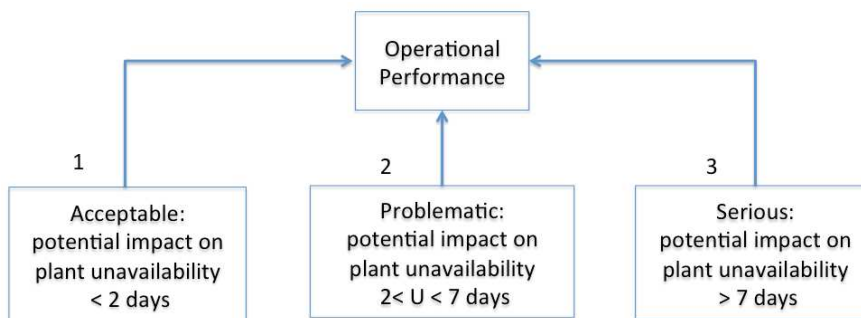 Operational
Performance
1
2
3
Acceptable:
potential impact on
plant unavailability
< 2 days
Problematic:
potential impact on
plant unavailability
2< U < 7 days
Serious:
potential impact on
plant unavailability
> 7 days